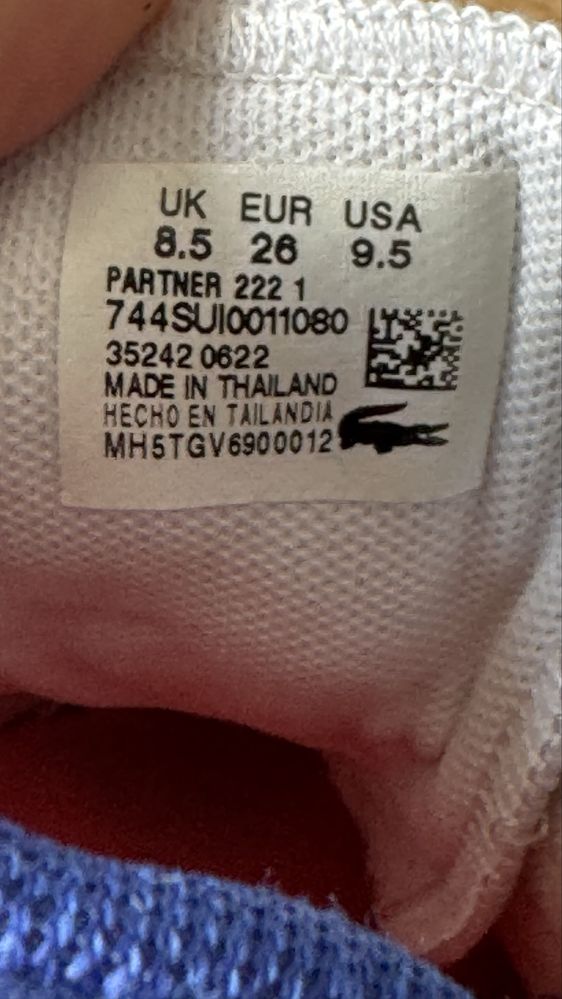 UK EUR USA
8.5 26 9.5
PARTNER 222 1
744SUI0011080
35242 0622
MADE IN THAILAND
HECHO EN TAILANDIA
MH5TGV6900012